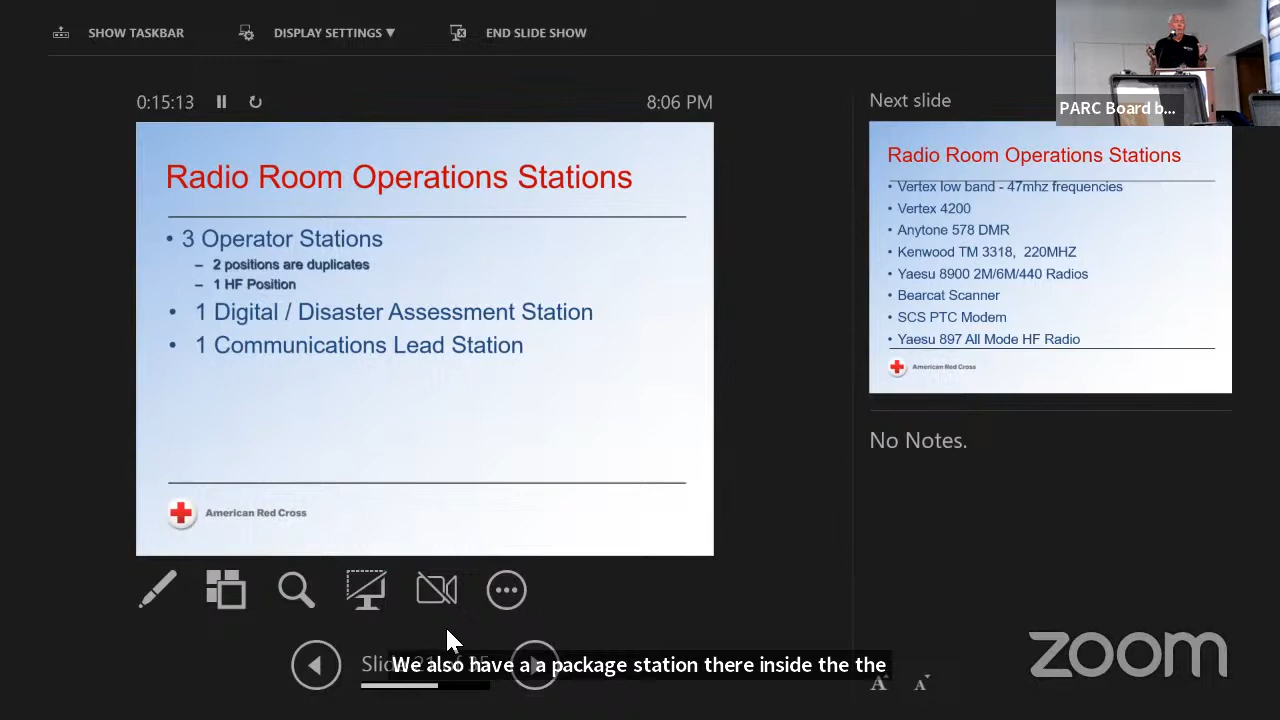 SHOW TASKBAR
DISPLAY SETTINGS ▼
END SLIDE SHOW
PARC Board b...
0:15:13
8:06 PM
Radio Room Operations Stations
• 3 Operator Stations
– 2 positions are duplicates
– 1 HF Position
• 1 Digital / Disaster Assessment Station
• 1 Communications Lead Station
American Red Cross
Next slide
Radio Room Operations Stations
• Vertex low band - 47mhz frequencies
• Vertex 4200
• Anytone 578 DMR
• Kenwood TM 3318, 220MHZ
• Yaesu 8900 2M/6M/440 Radios
• Bearcat Scanner
• SCS PTC Modem
• Yaesu 897 All Mode HF Radio
American Red Cross
No Notes.
We also have a a package station there inside the the
A A
zoom